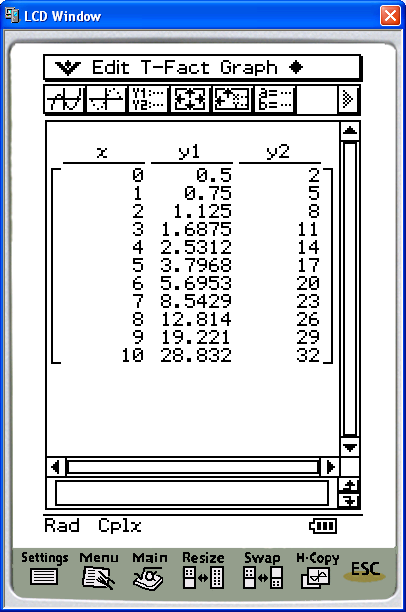 LCD Window
Edit T-Fact Graph
Y1:
Y2:
x y1 y2
0 0.5 2
1 0.75 5
2 1.125 8
3 1.6875 11
4 2.5312 14
5 3.7968 17
6 5.6953 20
7 8.5429 23
8 12.814 26
9 19.221 29
10 28.832 32
Rad Cplx
Settings Menu Main Resize Swap H-Copy ESC